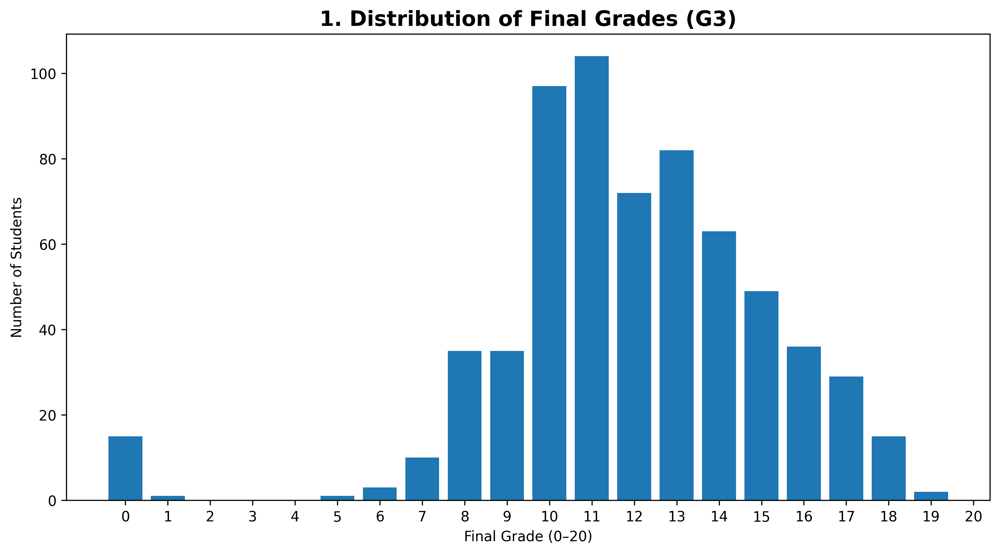 1. Distribution of Final Grades (G3)
Number of Students
100
80
60
40
20
0
0 1 2 3 4 5 6 7 8 9 10 11 12 13 14 15 16 17 18 19 20
Final Grade (0–20)